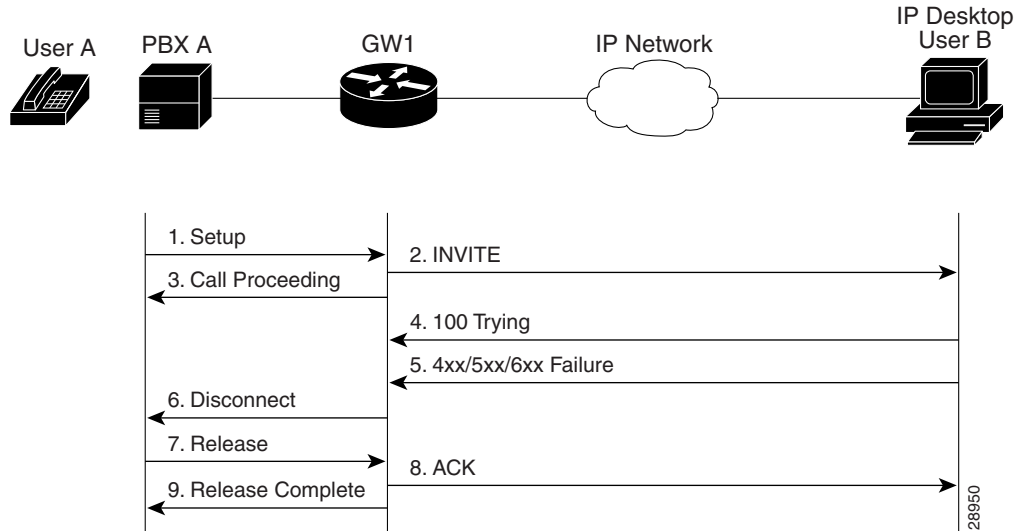 User A
PBX A
GW1
IP Network
IP Desktop
User B
1. Setup
2. INVITE
3. Call Proceeding
4. 100 Trying
5. 4xx/5xx/6xx Failure
6. Disconnect
7. Release
8. ACK
9. Release Complete
28950